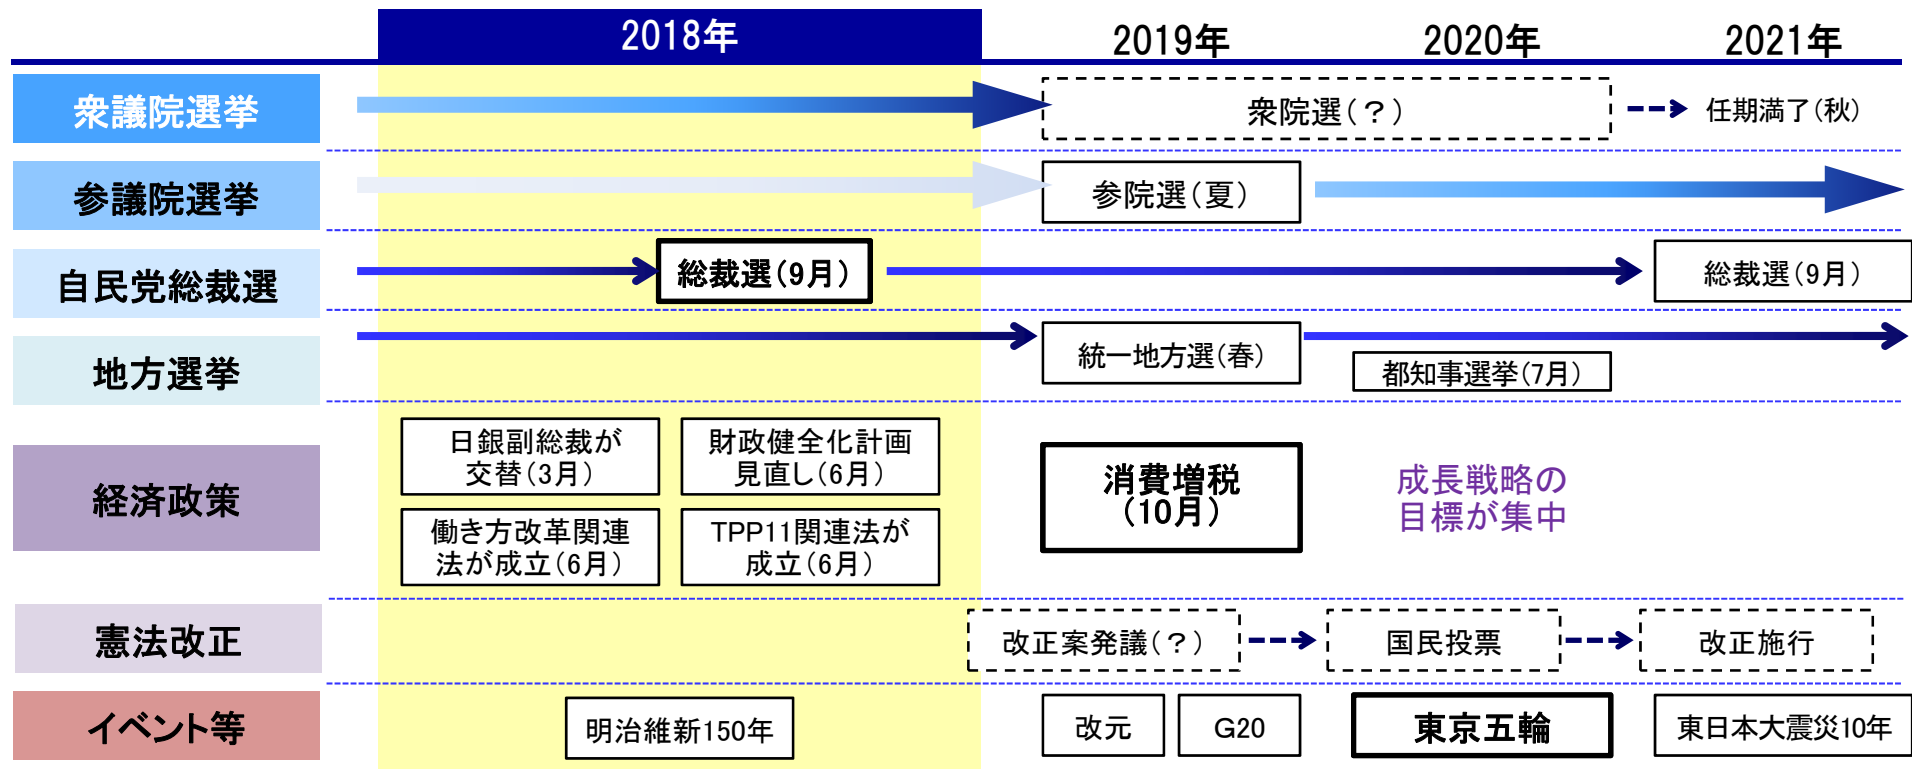 2018年
2019年
2020年
2021年
衆議院選挙
衆院選(?)
任期満了(秋)
参議院選挙
参院選(夏)
自民党総裁選
総裁選(9月)
総裁選(9月)
地方選挙
統一地方選(春)
都知事選挙(7月)
経済政策
日銀副総裁が
交替(3月)
財政健全化計画
見直し(6月)
働き方改革関連
法が成立(6月)
TPP11関連法が
成立(6月)
消費増税
(10月)
成長戦略の
目標が集中
憲法改正
改正案発議(?)
国民投票
改正施行
イベント等
明治維新150年
改元
G20
東京五輪
東日本大震災10年